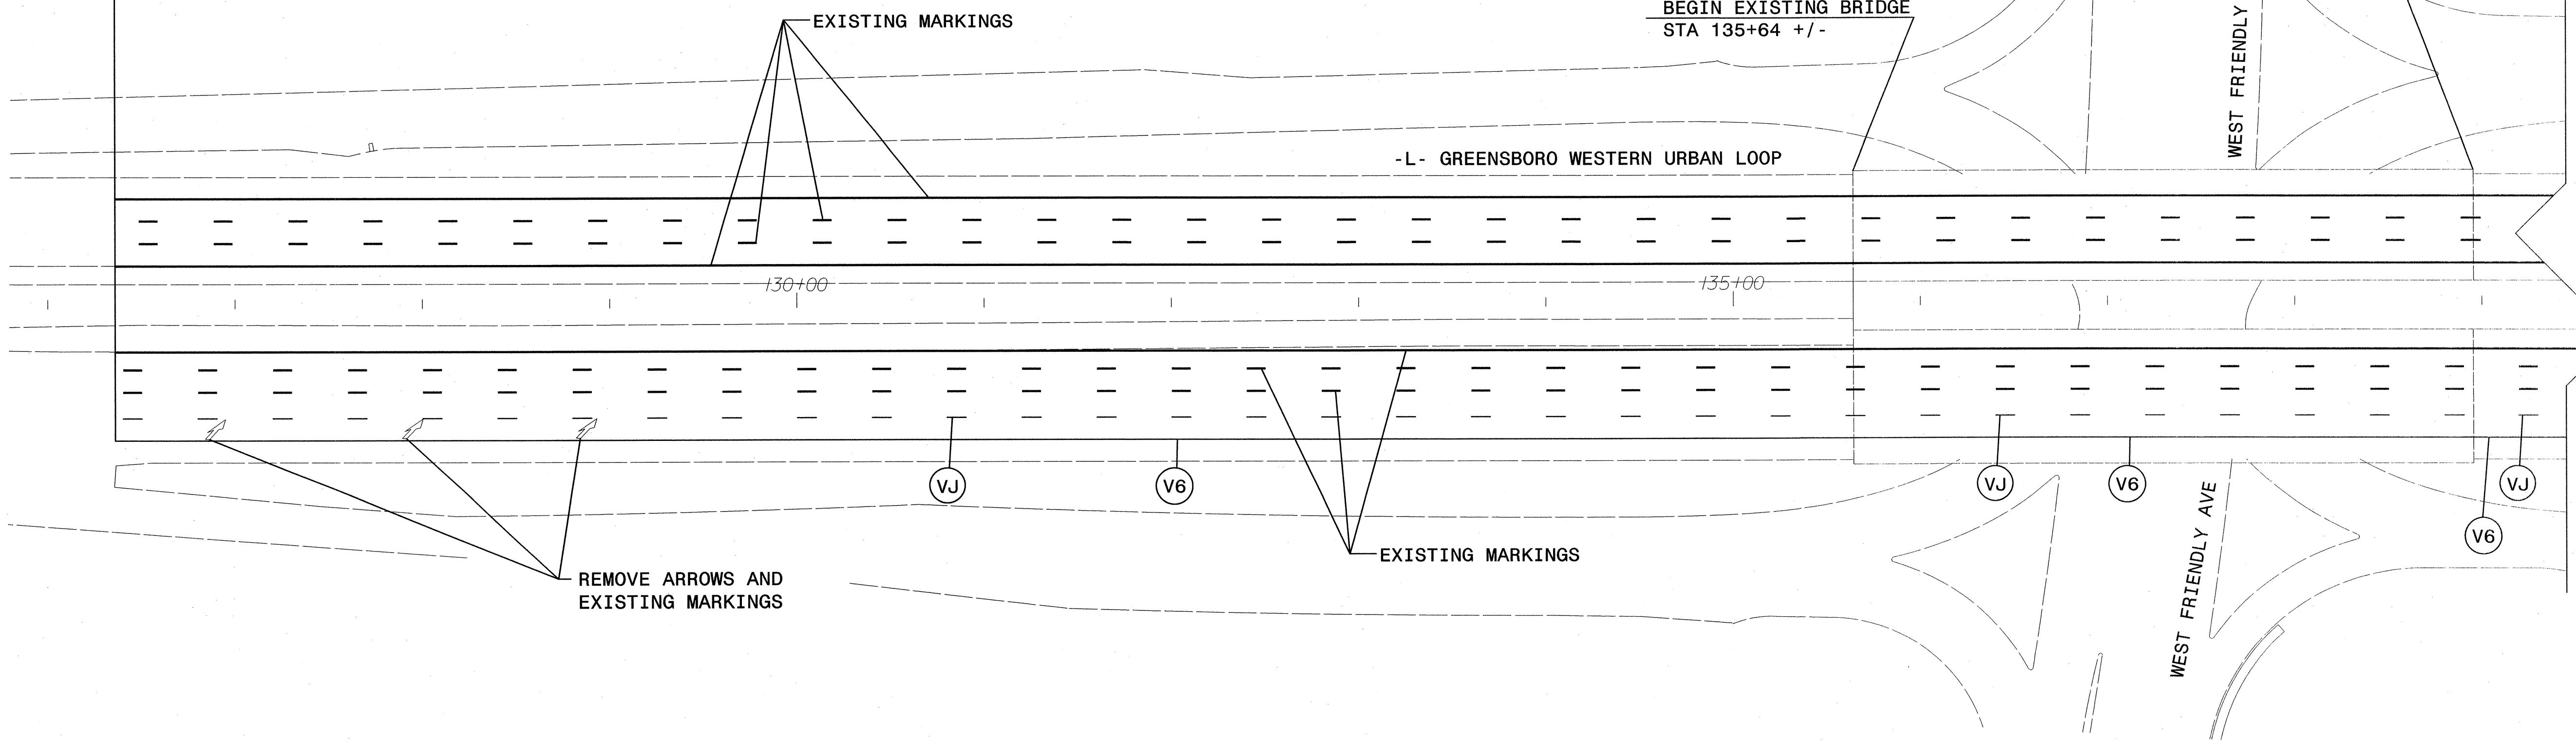 EXISTING MARKINGS
BEGIN EXISTING BRIDGE
STA 135+64 +/-
WEST FRIENDLY
-L- GREENSBORO WESTERN URBAN LOOP
130+00
135+00
VJ
V6
VJ
V6
VJ
V6
EXISTING MARKINGS
REMOVE ARROWS AND
EXISTING MARKINGS
WEST FRIENDLY AVE